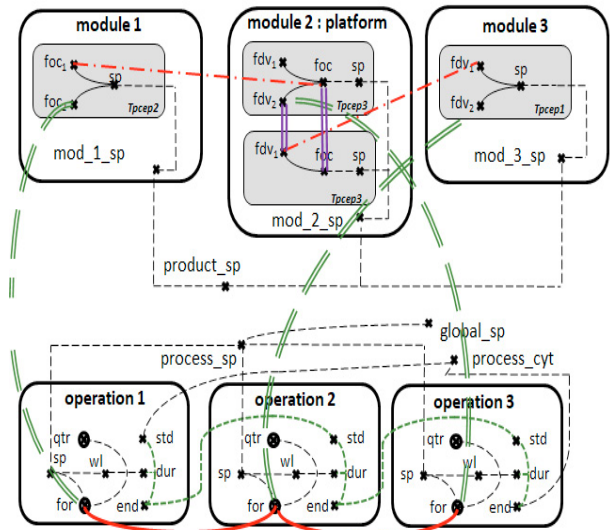 module 1
module 2 : platform
module 3
foc1
sp
foc2
Tpcep2
mod_1_sp
fdv1
foc
sp
fdv2
Tpcep3
fdv1
foc
sp
Tpcep3
mod_2_sp
fdv1
sp
fdv2
Tpcep1
mod_3_sp
product_sp
global_sp
process_sp
process_cyt
operation 1
operation 2
operation 3
qtr
std
sp
wl
dur
for
end
qtr
std
sp
wl
dur
for
end
qtr
std
sp
wl
dur
for
end